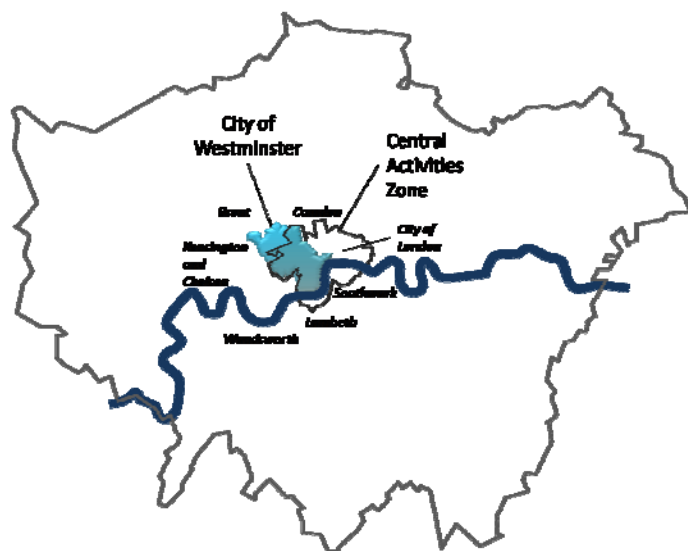 City of
Westminster
Central
Activities
Zone
Brent
Camden
City of
London
Kensington
and
Chelsea
Southwark
Lambeth
Wandsworth